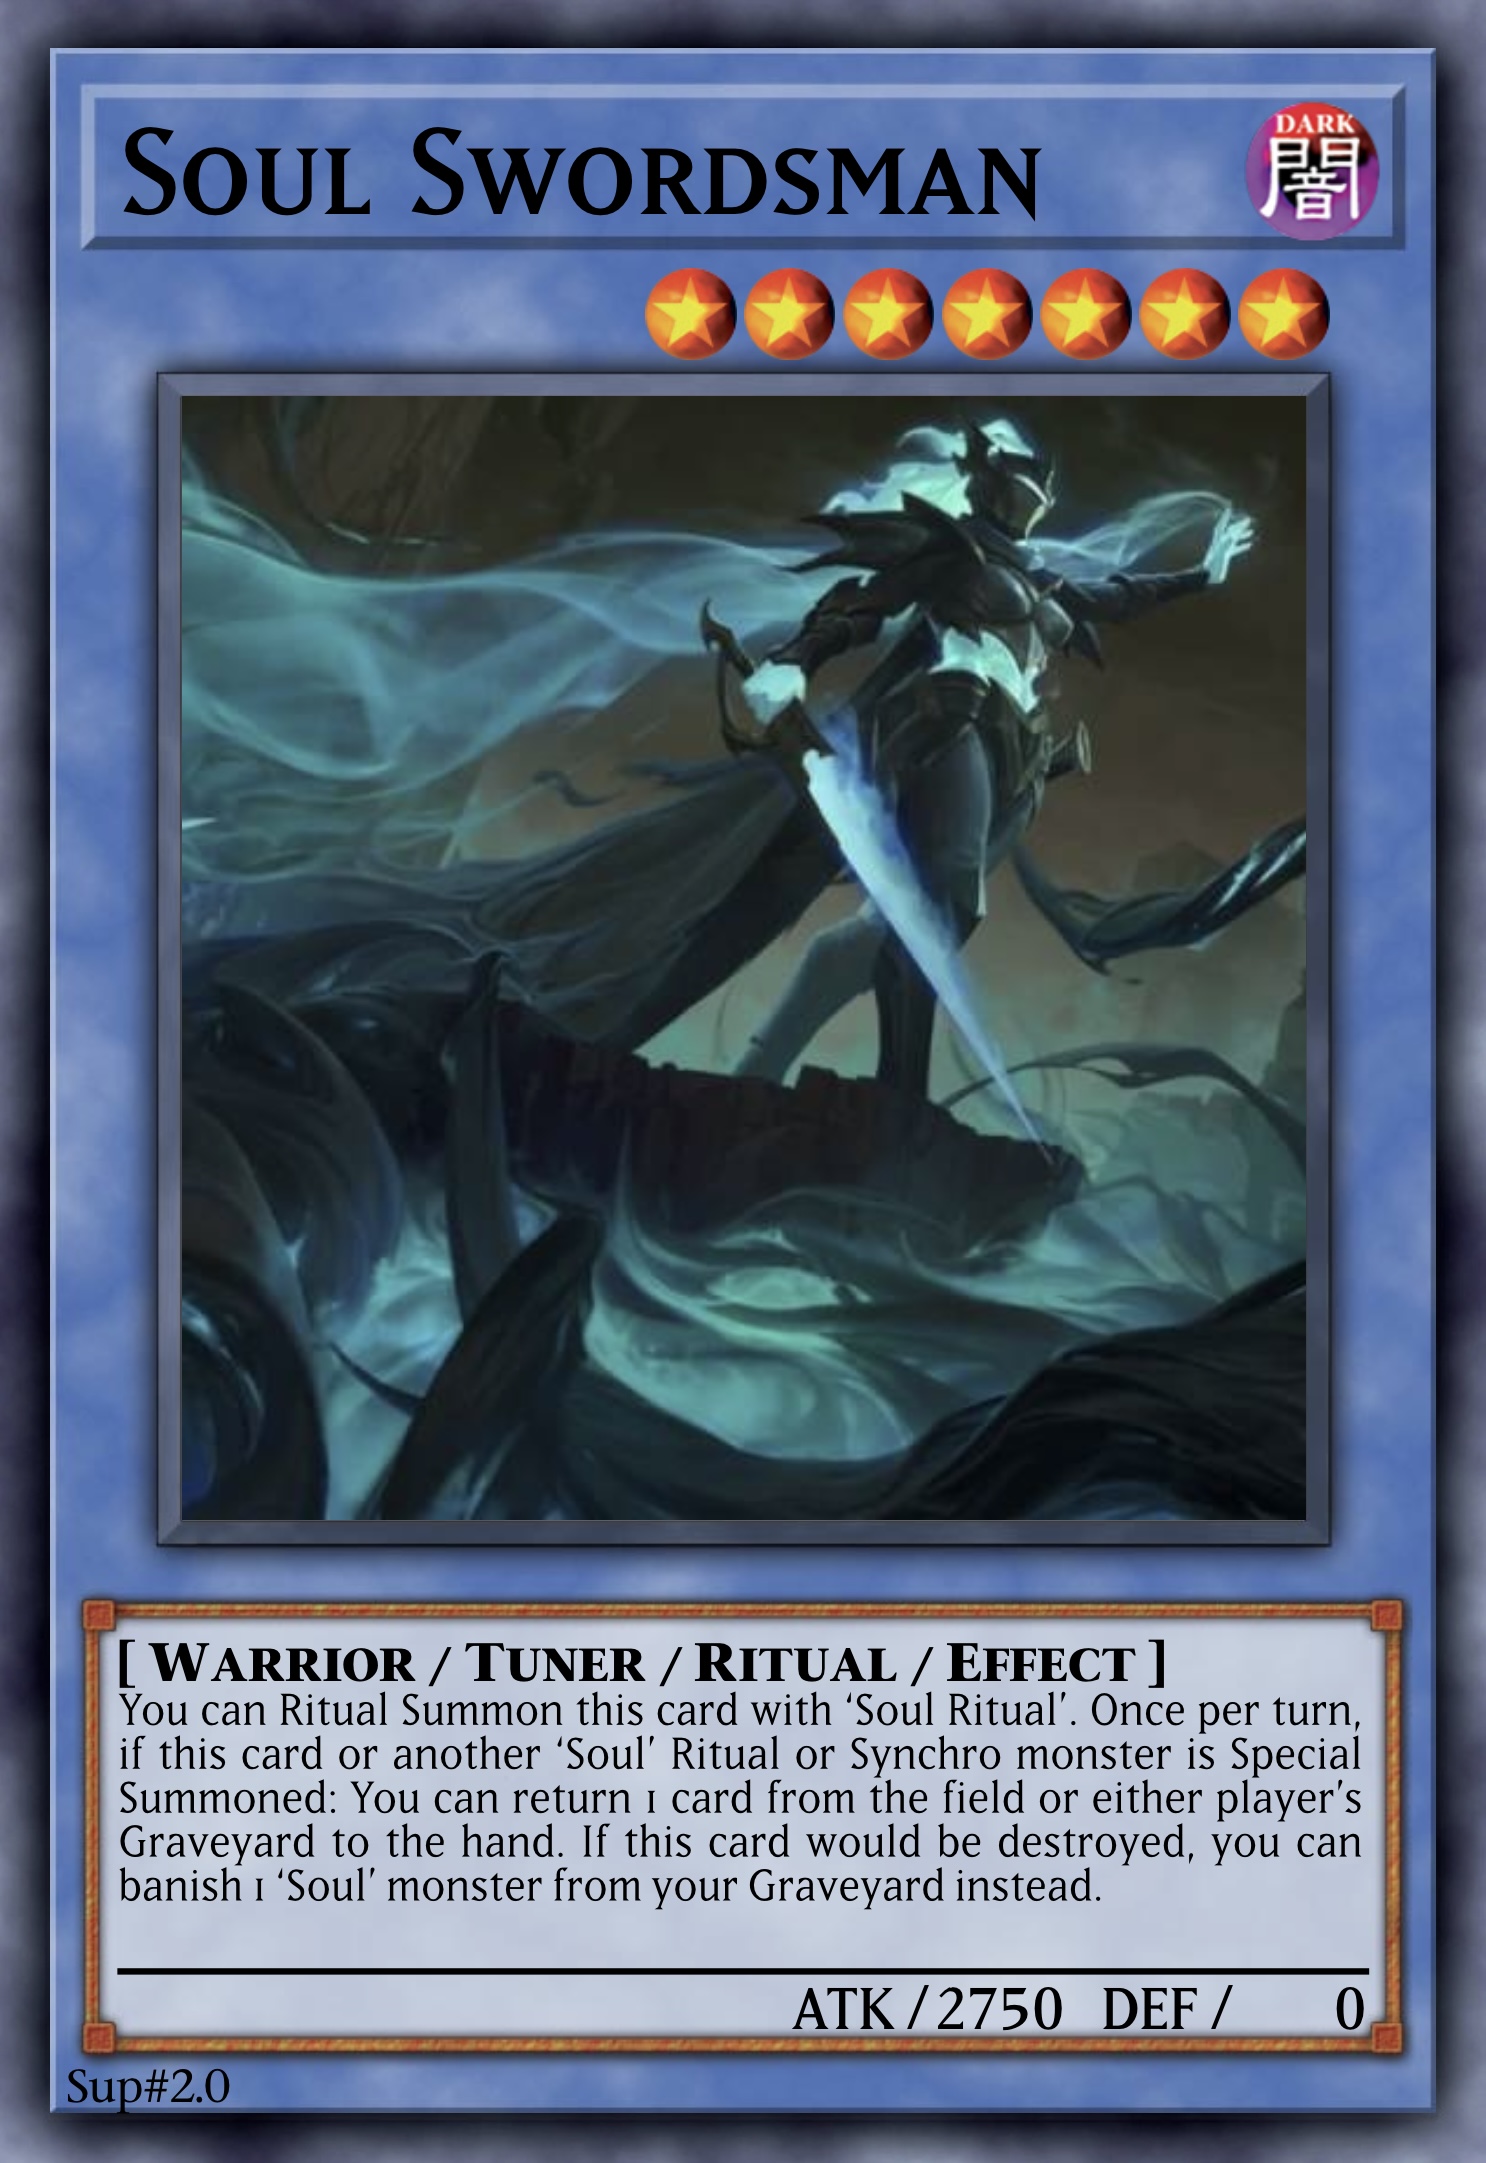 Soul Swordsman
DARK
闇
[ Warrior / Tuner / Ritual / Effect ]
You can Ritual Summon this card with ‘Soul Ritual’. Once per turn,
if this card or another ‘Soul’ Ritual or Synchro monster is Special
Summoned: You can return 1 card from the field or either player's
Graveyard to the hand. If this card would be destroyed, you can
banish 1 ‘Soul’ monster from your Graveyard instead.
ATK / 2750 DEF / 0
Sup#2.0